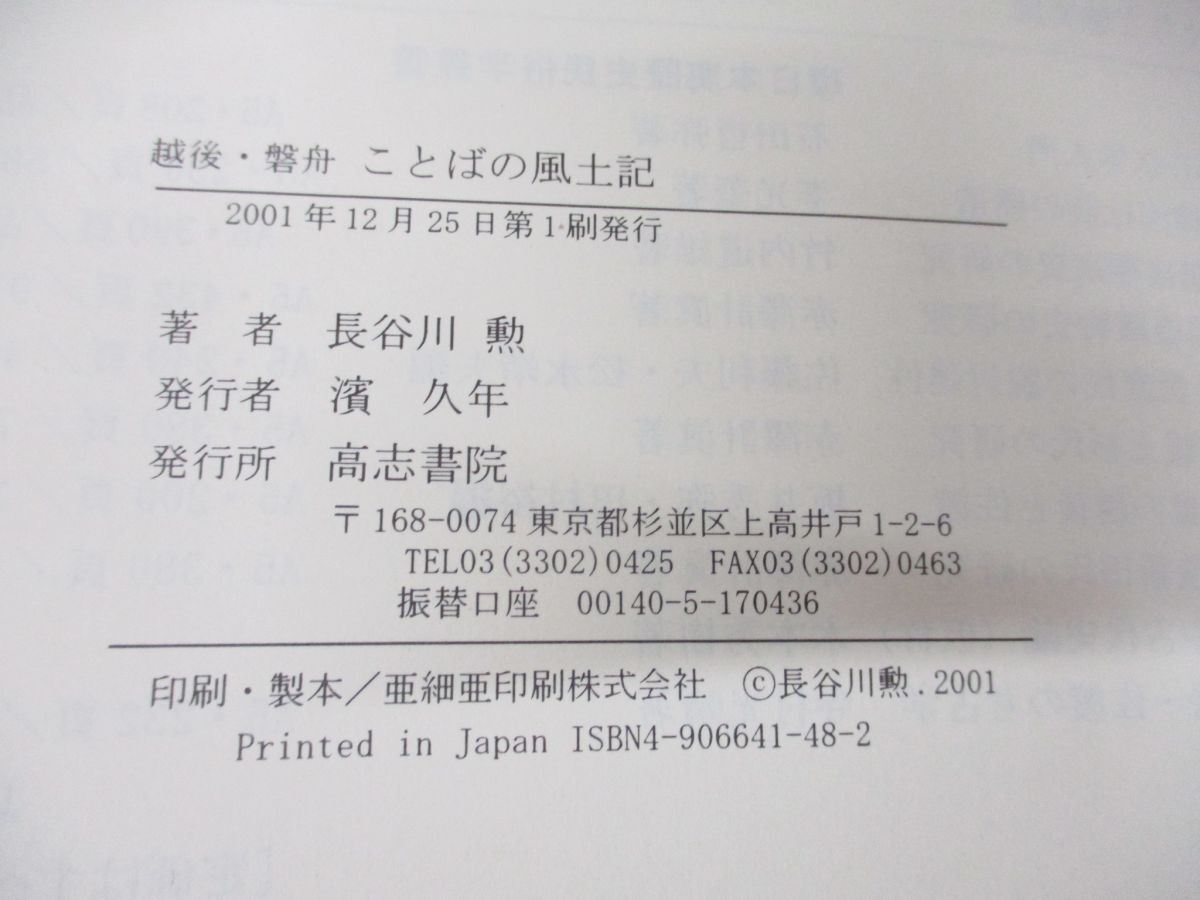 越後・磐舟 ことばの風土記
2001年12月25日第1刷発行
著 者 長谷川 勲
発行者 濱 久年
発行所 高志書院
〒168-0074 東京都杉並区上高井戸1-2-6
TEL03(3302)0425 FAX03(3302)0463
振替口座 00140-5-170436
印刷・製本／亜細亜印刷株式会社 ©長谷川勲.2001
Printed in Japan ISBN4-906641-48-2